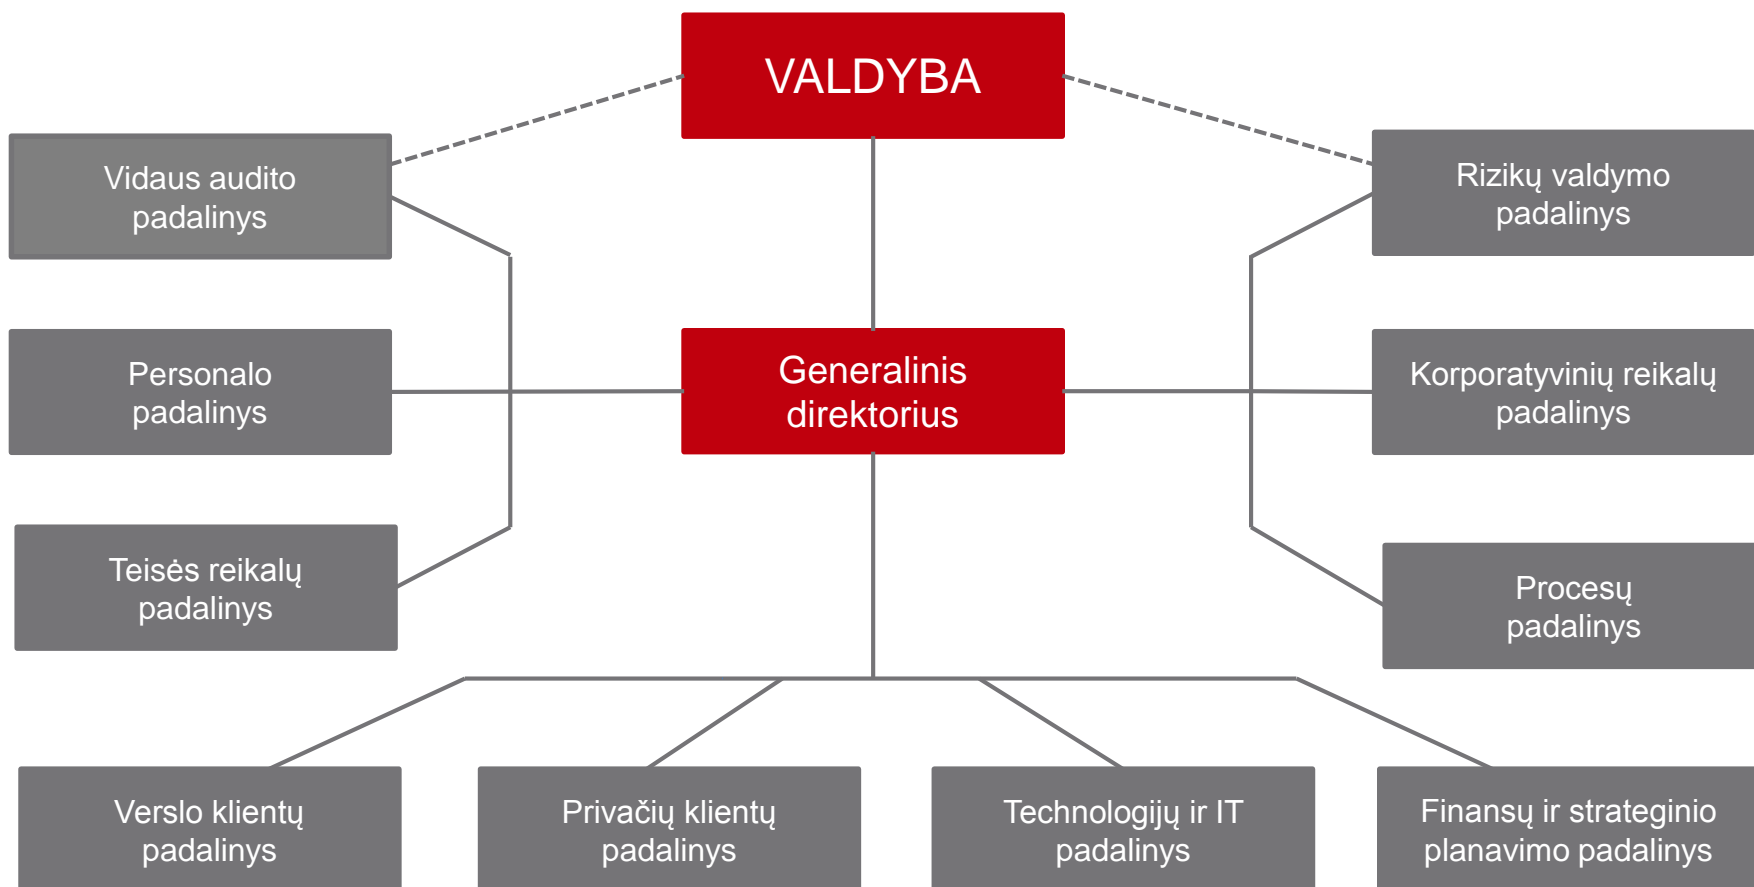 VALDYBA
Vidaus audito
padalinys
Rizikų valdymo
padalinys
Personalo
padalinys
Generalinis
direktorius
Korporatyvinių reikalų
padalinys
Teisės reikalų
padalinys
Procesų
padalinys
Verslo klientų
padalinys
Privačių klientų
padalinys
Technologijų ir IT
padalinys
Finansų ir strateginio
planavimo padalinys